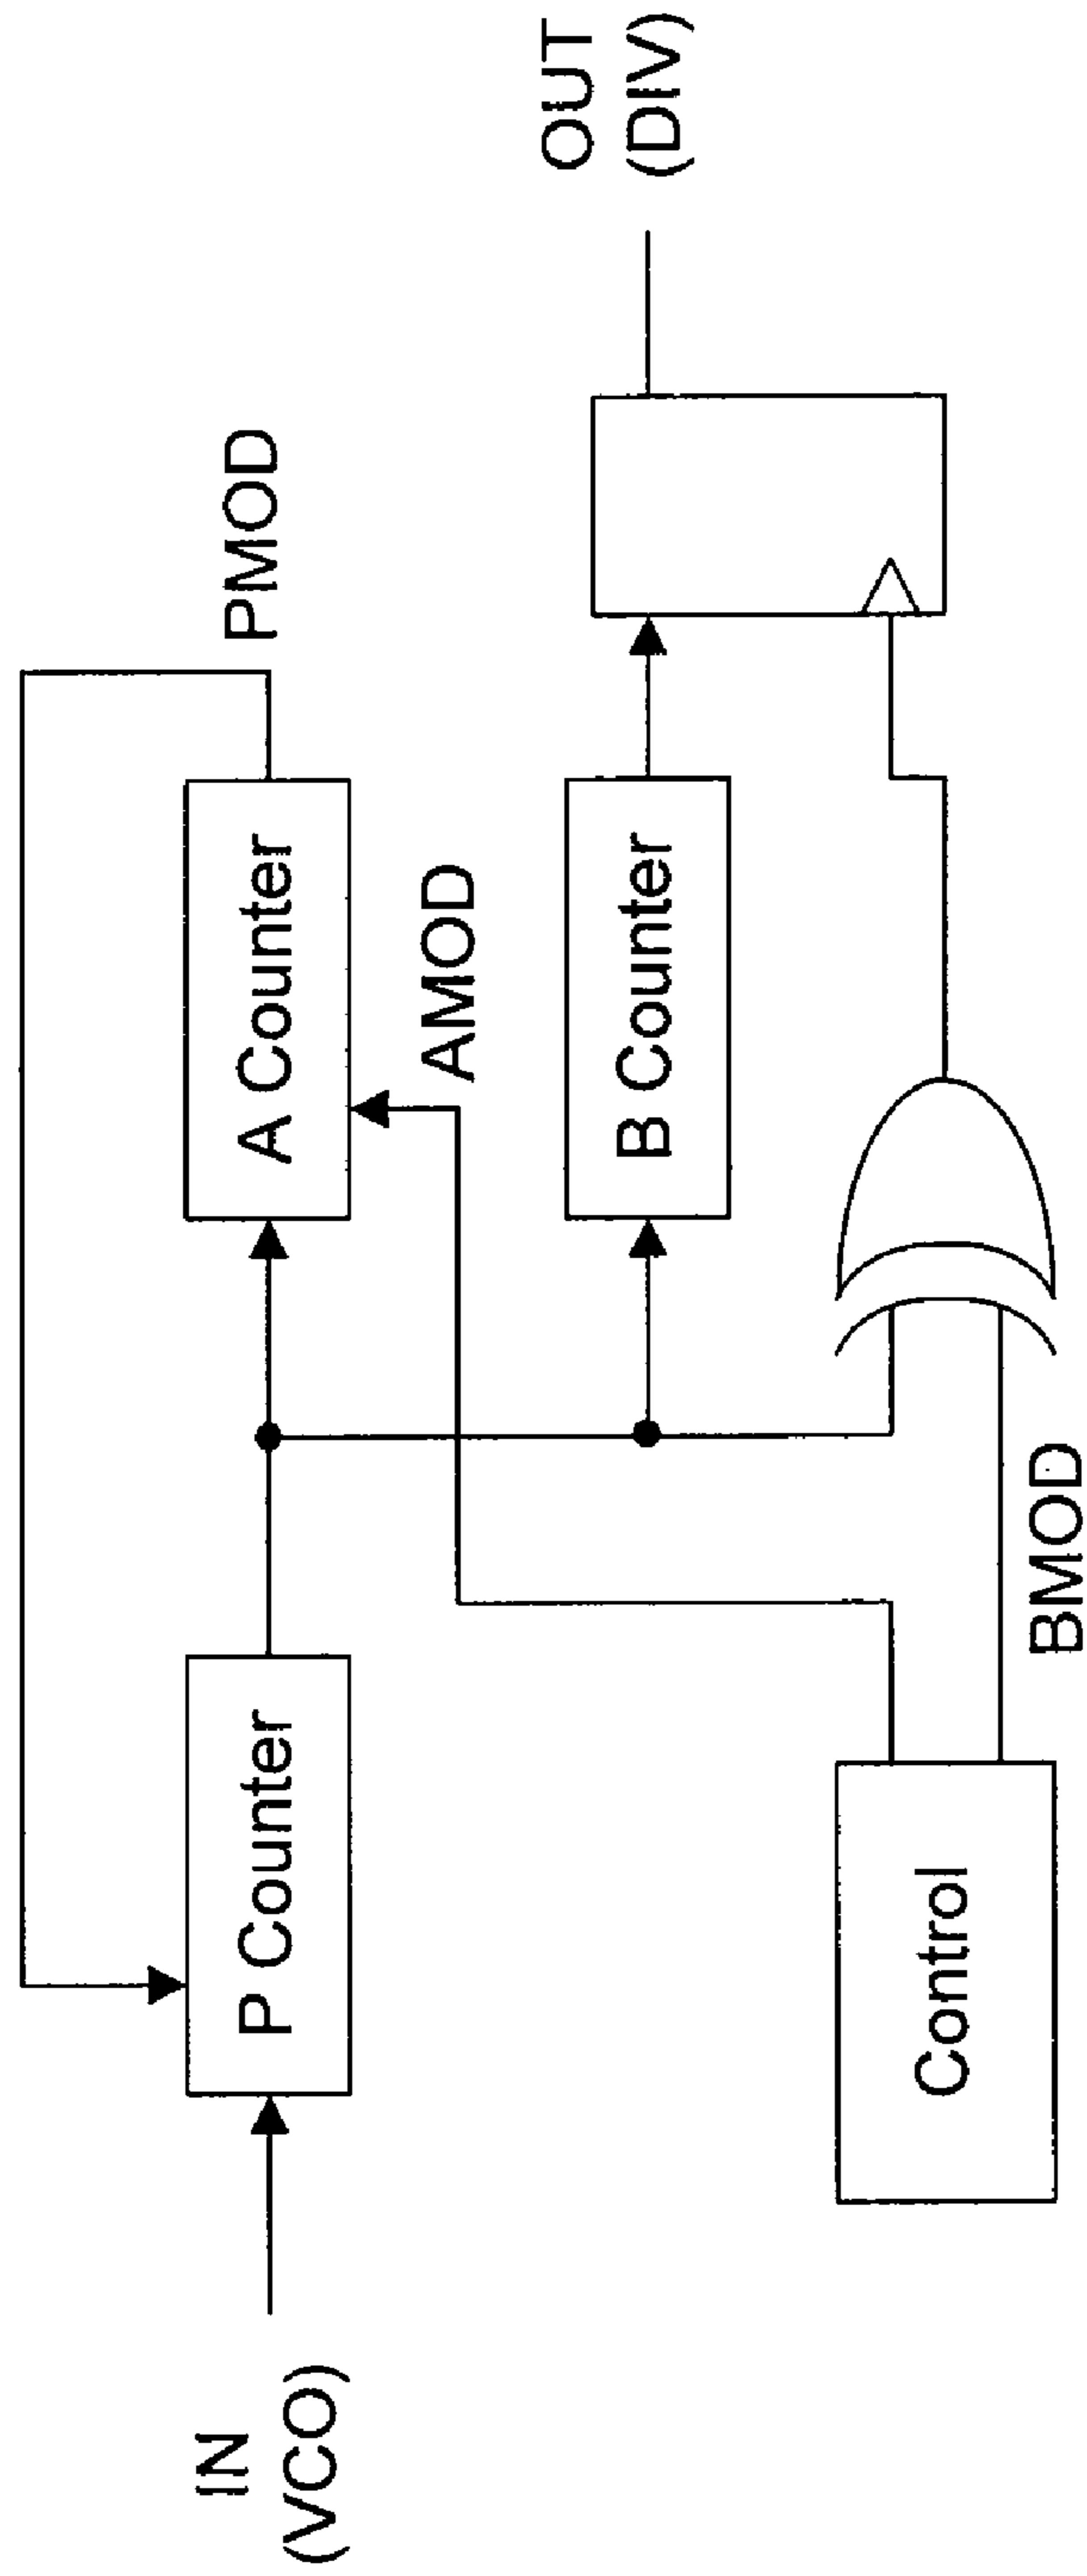 IN
(VCO)
P Counter
A Counter
PMOD
AMOD
B Counter
OUT
(DIV)
Control
BMOD